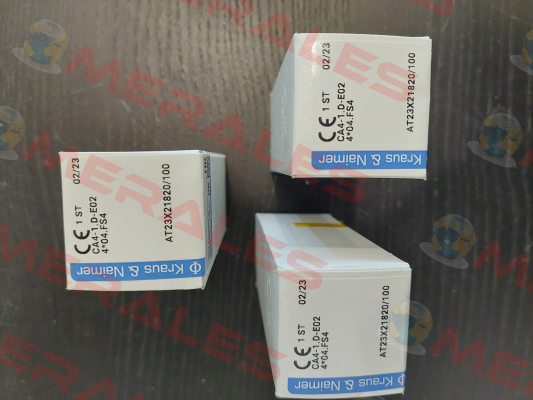 CE 1 ST 02/23
CA4-1.D-E02
4*04.FS4
AT23X21820/100
Kraus & Naimer
CE 1 ST 02/23
CA4-1.D-E02
4*04.FS4
AT23X21820/100
Kraus & Naimer
CE 1 ST 02/23
CA4-1.D-E02
4*04.FS4
AT23X21820/100
Kraus & Naimer
MERALES
MERALES
MERALES